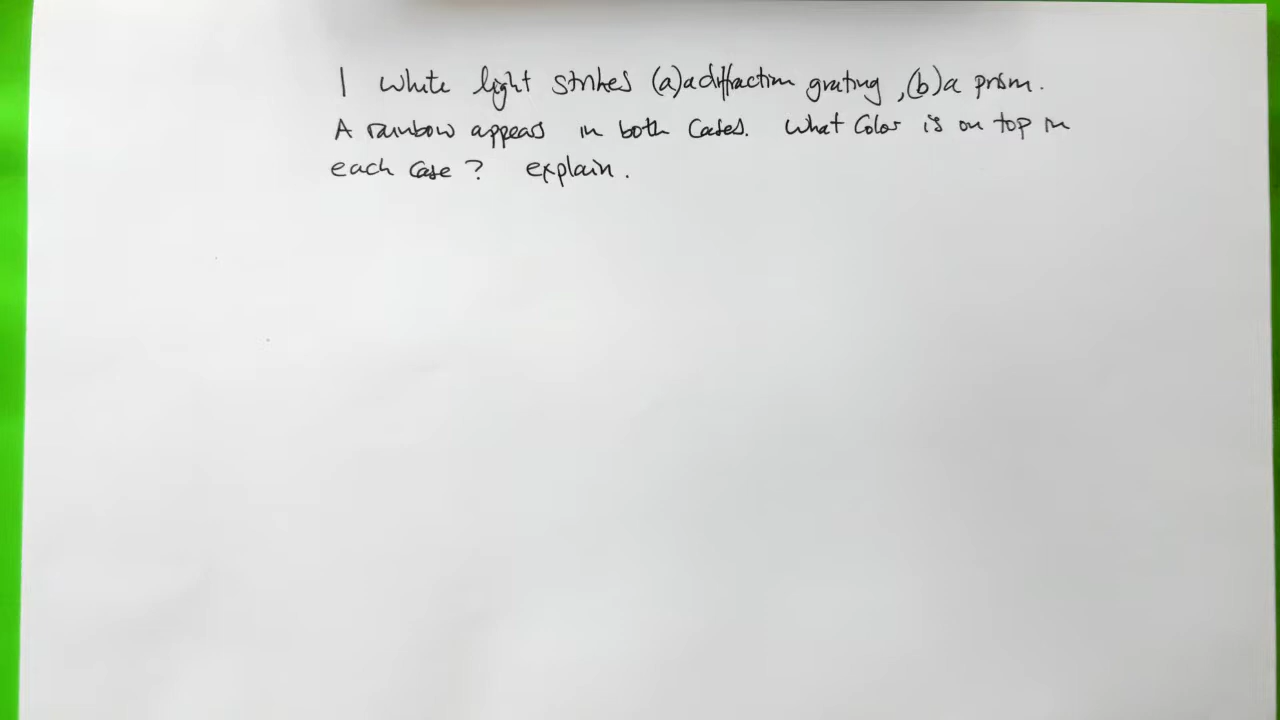 1 White light strikes (a) a diffraction grating, (b) a prism.
A rainbow appears in both cases. What color is on top in
each case? explain.